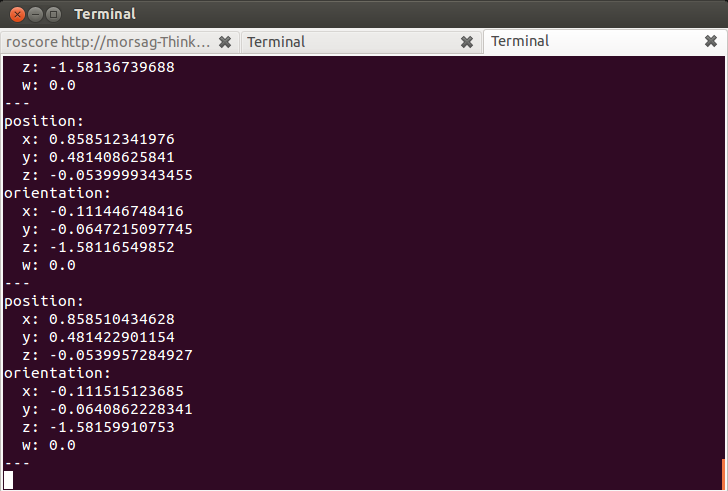 Terminal
roscore http://morsag-Think...
Terminal
Terminal
z: -1.58136739688
w: 0.0
---
position:
x: 0.858512341976
y: 0.481408625841
z: -0.0539999343455
orientation:
x: -0.111446748416
y: -0.0647215097745
z: -1.58116549852
w: 0.0
---
position:
x: 0.858510434628
y: 0.481422901154
z: -0.0539957284927
orientation:
x: -0.111515123685
y: -0.0640862228341
z: -1.58159910753
w: 0.0
---